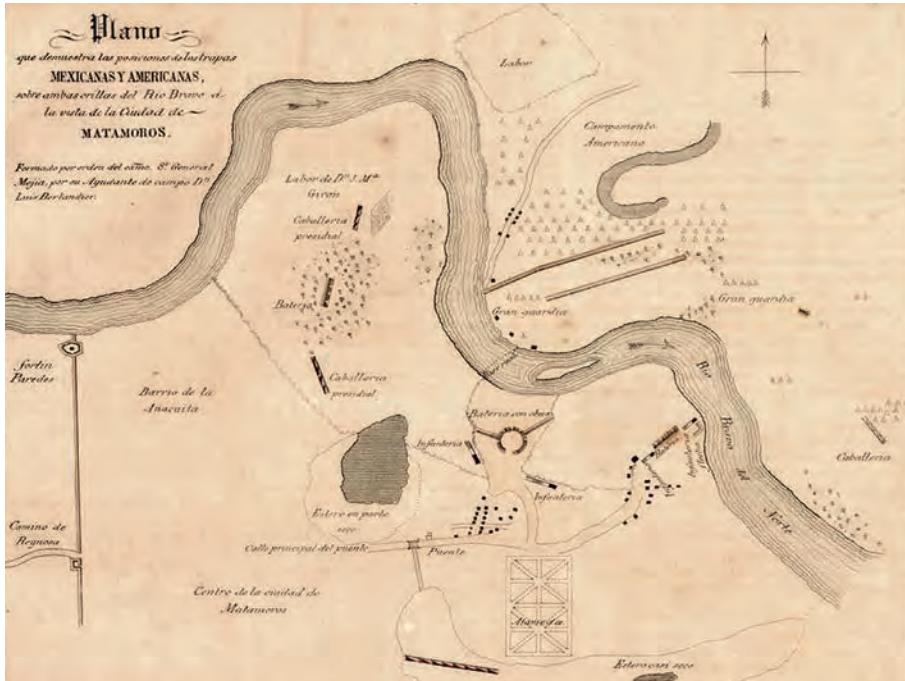 Plano
que demuestra las posiciones de las tropas
MEXICANAS Y AMERICANAS,
sobre ambas orillas del Rio Bravo á
la vista de la Ciudad de
MATAMOROS.
Formado por orden del
General
Mejia, por su Ayudante de campo Dn.
Luis Berlandier.
Labor
Campamento
Americano
Labor de Dn. J. Ma.
Giron
Caballeria
presidial
Bateria
Gran guardia
Gran guardia
Fortin
Paredes
Caballeria
presidial
Barrio de la
Anacuita
Bateria con obus
Rio
Bravo
del
Norte
Infanteria
Caballeria
Infanteria
Estero en parte
seco
Camino de
Reynosa
Calle principal del puente
Puente
Centro de la ciudad de
Matamoros
Alameda
Estero casi seco